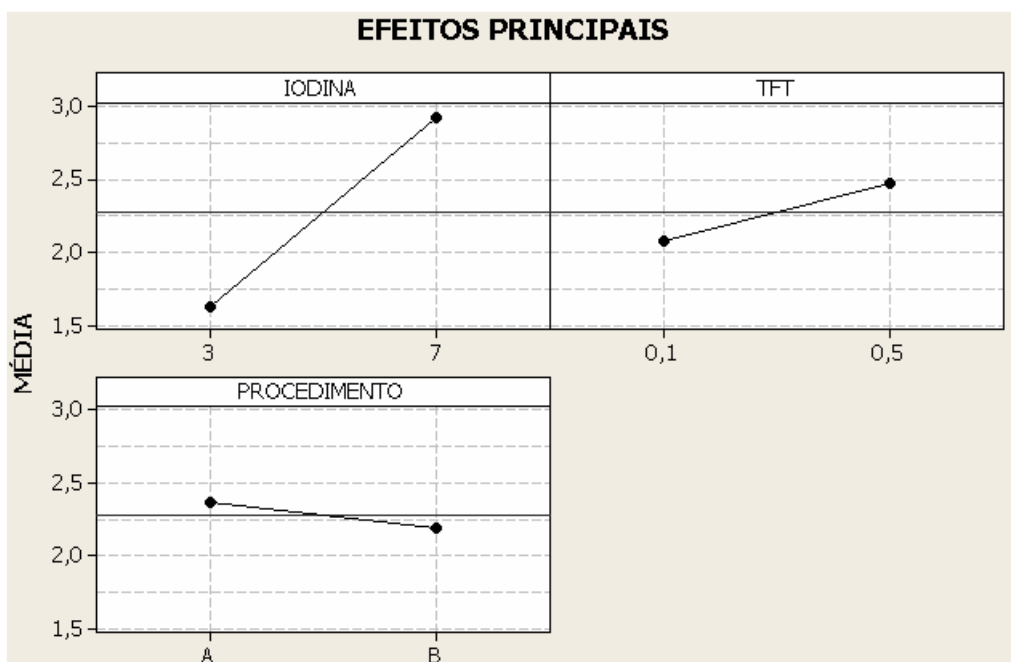 EFEITOS PRINCIPAIS
IODINA
TFT
3,0
2,5
2,0
1,5
3
7
0,1
0,5
MÉDIA
PROCEDIMENTO
3,0
2,5
2,0
1,5
A
B